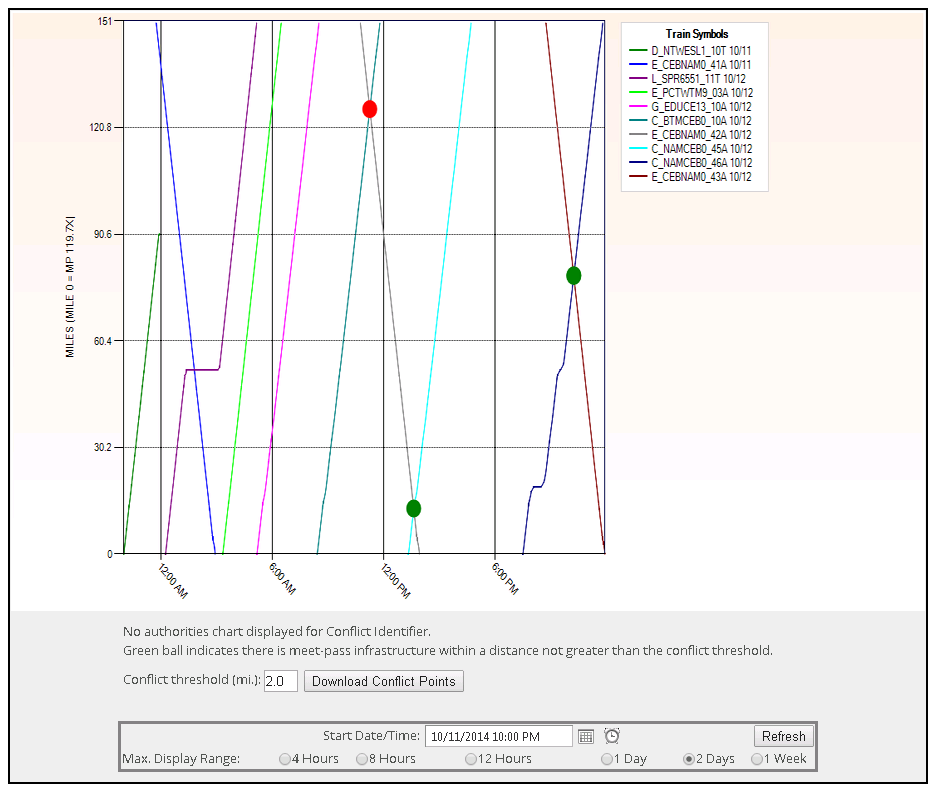 151
120.8
90.6
60.4
30.2
0
MILES (MILE 0 = MP 119.7X)
12:00 AM
6:00 AM
12:00 PM
6:00 PM
Train Symbols
D_NTWESL1_10T 10/11
E_CEBNAM0_41A 10/11
L_SPR6551_11T 10/12
E_PCTWTM9_03A 10/12
G_EDUCE13_10A 10/12
C_BTMCEB0_10A 10/12
E_CEBNAM0_42A 10/12
C_NAMCEB0_45A 10/12
C_NAMCEB0_46A 10/12
E_CEBNAM0_43A 10/12
No authorities chart displayed for Conflict Identifier.
Green ball indicates there is meet-pass infrastructure within a distance not greater than the conflict threshold.
Conflict threshold (mi.): 2.0 Download Conflict Points
Start Date/Time: 10/11/2014 10:00 PM Refresh
Max. Display Range: 4 Hours 8 Hours 12 Hours 1 Day 2 Days 1 Week